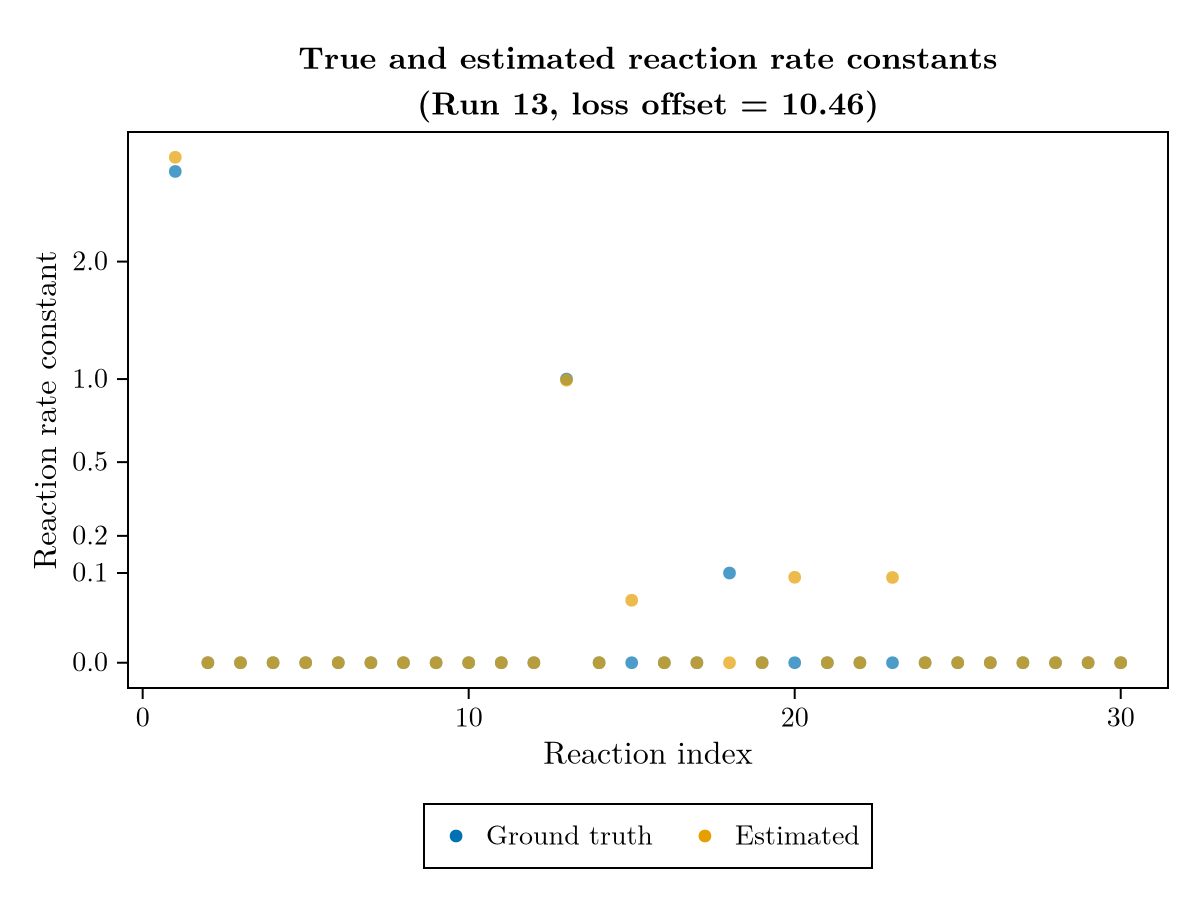 True and estimated reaction rate constants
(Run 13, loss offset = 10.46)
Reaction rate constant
2.0
1.0
0.5
0.2
0.1
0.0
0 10 20 30
Reaction index
Ground truth Estimated